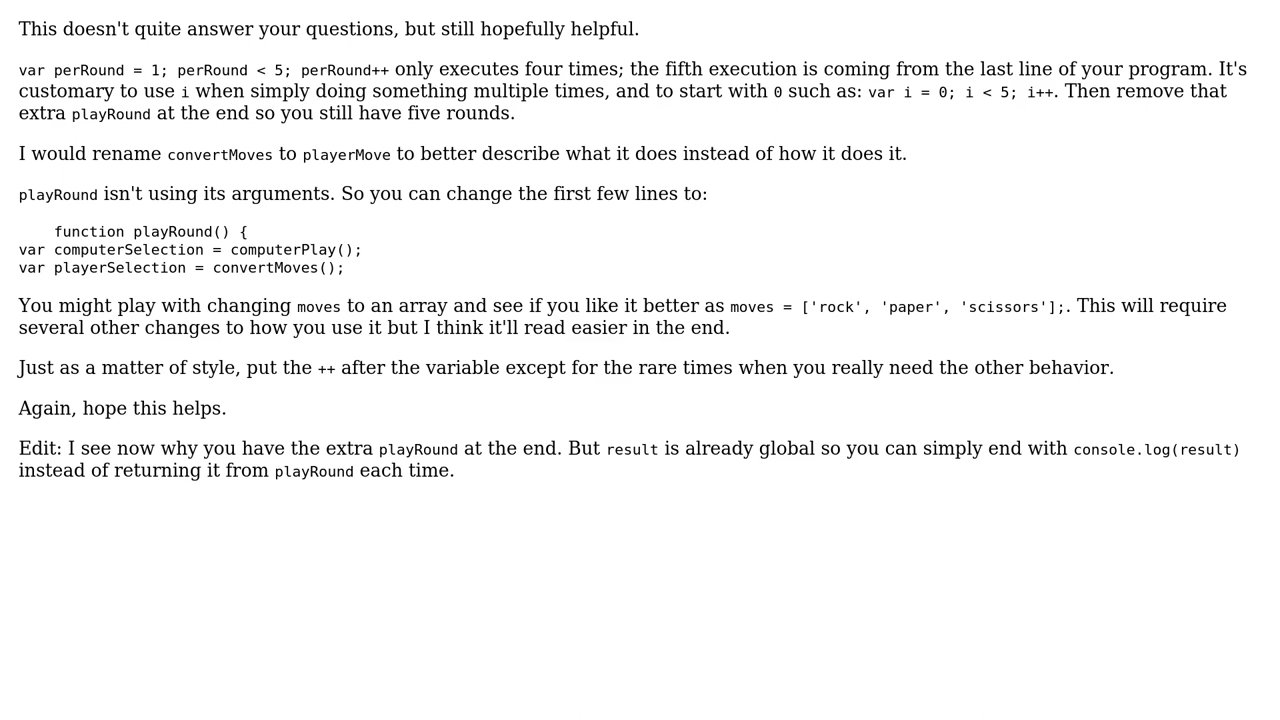 This doesn't quite answer your questions, but still hopefully helpful.
var perRound = 1; perRound < 5; perRound++ only executes four times; the fifth execution is coming from the last line of your program. It's
customary to use i when simply doing something multiple times, and to start with 0 such as: var i = 0; i < 5; i++. Then remove that
extra playRound at the end so you still have five rounds.
I would rename convertMoves to playerMove to better describe what it does instead of how it does it.
playRound isn't using its arguments. So you can change the first few lines to:
    function playRound() {
var computerSelection = computerPlay();
var playerSelection = convertMoves();
You might play with changing moves to an array and see if you like it better as moves = ['rock', 'paper', 'scissors'];. This will require
several other changes to how you use it but I think it'll read easier in the end.
Just as a matter of style, put the ++ after the variable except for the rare times when you really need the other behavior.
Again, hope this helps.
Edit: I see now why you have the extra playRound at the end. But result is already global so you can simply end with console.log(result)
instead of returning it from playRound each time.